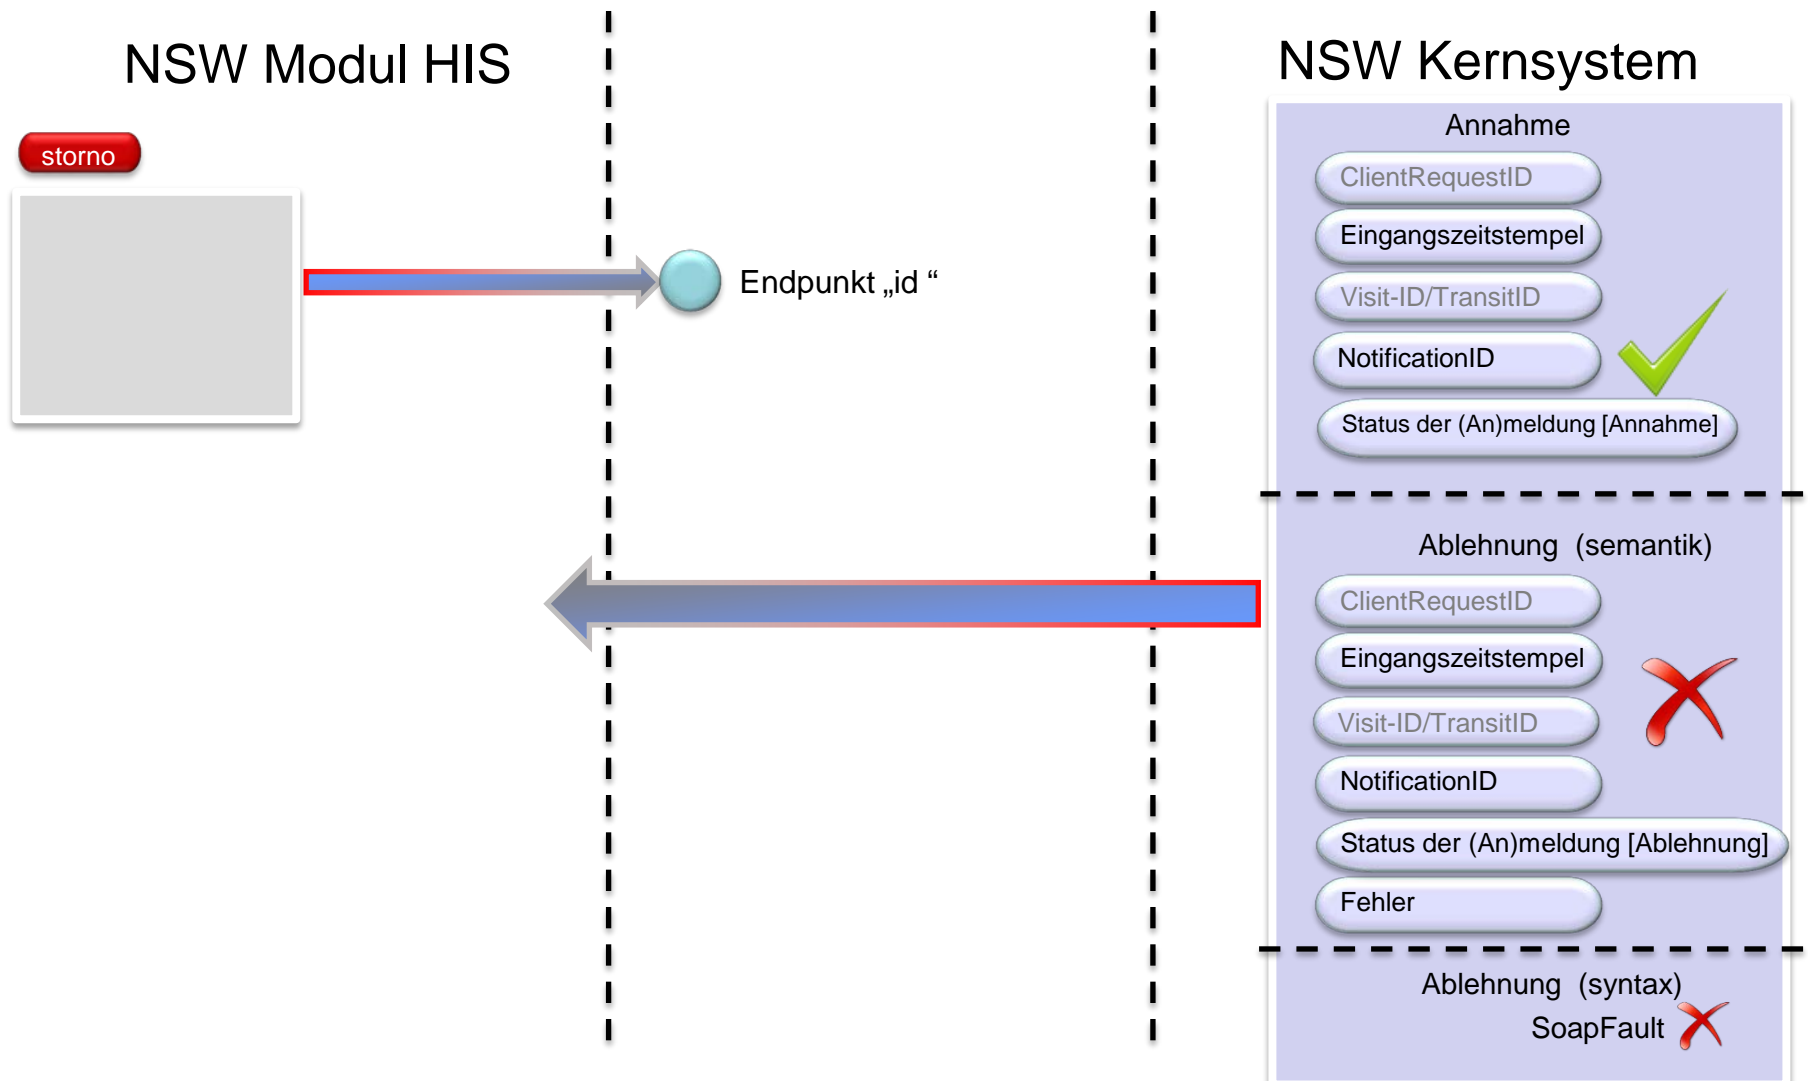 NSW Modul HIS
NSW Kernsystem
storno
Endpunkt „id “
Annahme
ClientRequestID
Eingangszeitstempel
Visit-ID/TransitID
NotificationID
Status der (An)meldung [Annahme]
Ablehnung (semantik)
ClientRequestID
Eingangszeitstempel
Visit-ID/TransitID
NotificationID
Status der (An)meldung [Ablehnung]
Fehler
Ablehnung (syntax)
SoapFault